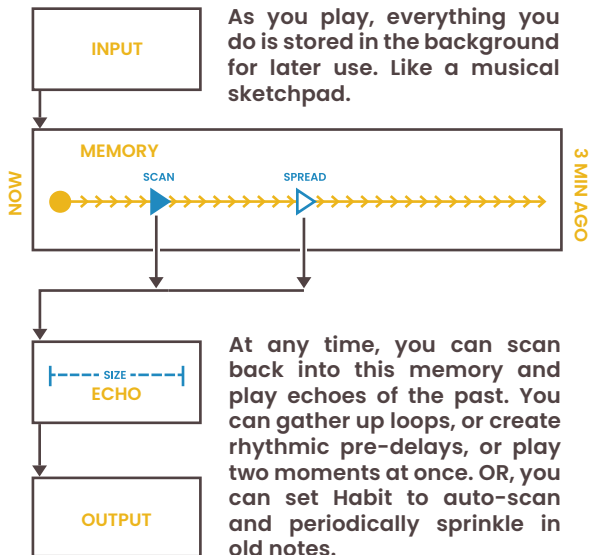 INPUT
As you play, everything you
do is stored in the background
for later use. Like a musical
sketchpad.
MEMORY
SCAN
SPREAD
NOW
3 MIN AGO
SIZE
ECHO
At any time, you can scan
back into this memory and
play echoes of the past. You
can gather up loops, or create
rhythmic pre-delays, or play
two moments at once. OR, you
can set Habit to auto-scan
and periodically sprinkle in
old notes.
OUTPUT